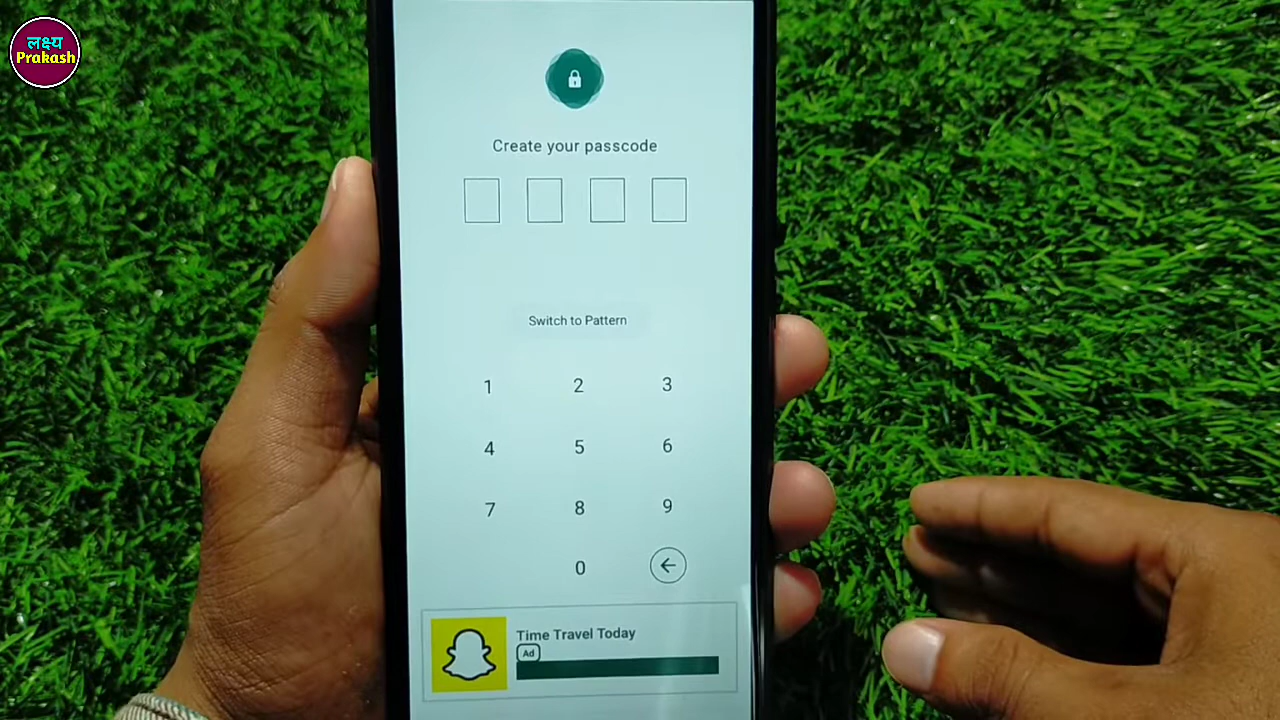 लक्ष्य
Prakash
Create your passcode
Switch to Pattern
1 2 3
4 5 6
7 8 9
0
Time Travel Today
Ad